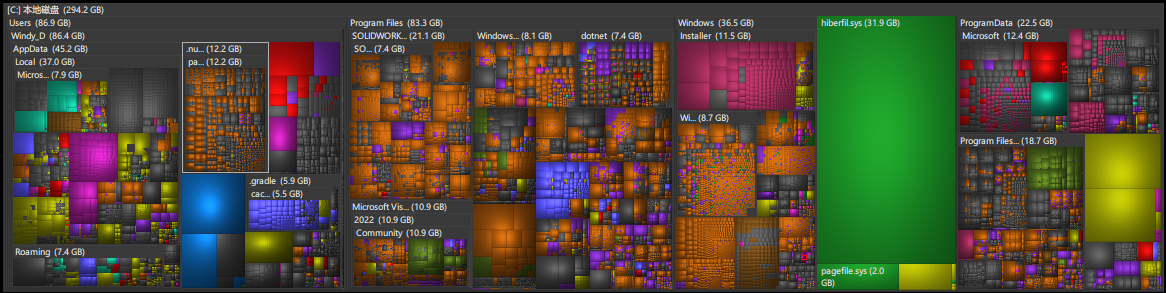 [C:] 本地磁盘 (294.2 GB)
Users (86.9 GB)
Windy_D (86.4 GB)
AppData (45.2 GB)
Local (37.0 GB)
Micros... (7.9 GB)
Roaming (7.4 GB)
.nu... (12.2 GB)
pa... (12.2 GB)
.gradle (5.9 GB)
cac... (5.5 GB)
Program Files (83.3 GB)
SOLIDWORK... (21.1 GB)
SO... (7.4 GB)
Microsoft Vis... (10.9 GB)
2022 (10.9 GB)
Community (10.9 GB)
Windows... (8.1 GB)
dotnet (7.4 GB)
Windows (36.5 GB)
Installer (11.5 GB)
Wi... (8.7 GB)
hiberfil.sys (31.9 GB)
pagefile.sys (2.0
GB)
ProgramData (22.5 GB)
Microsoft (12.4 GB)
Program Files... (18.7 GB)